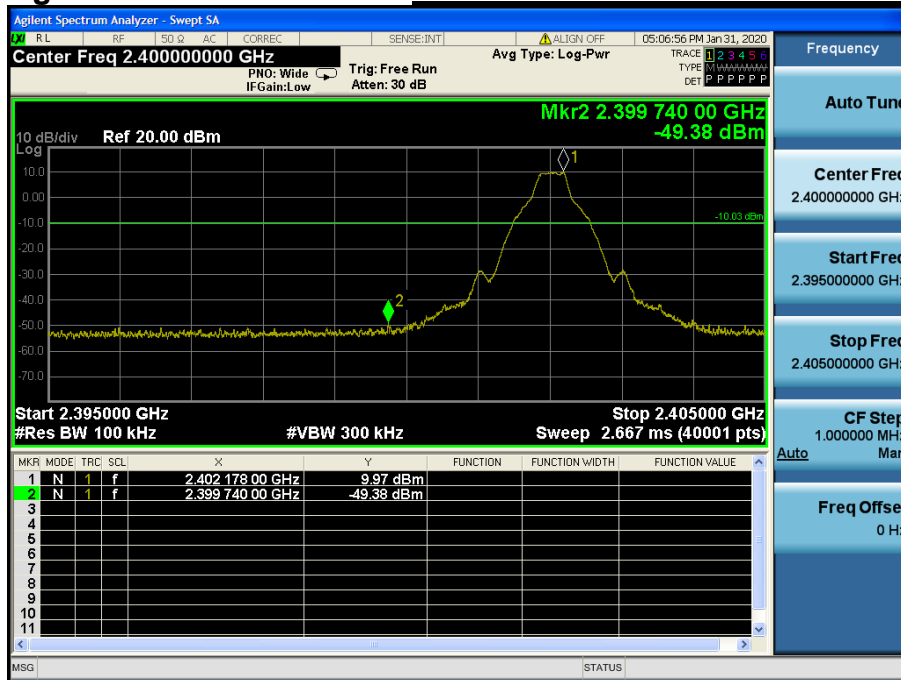 Agilent Spectrum Analyzer - Swept SA
LXI RL RF 50 Ω AC CORREC SENSE:INT ALIGN OFF 05:06:56 PM Jan 31, 2020
Center Freq 2.400000000 GHz
PNO: Wide
IFGain:Low
Trig: Free Run
Atten: 30 dB
Avg Type: Log-Pwr
TRACE 1 2 3 4 5 6
TYPE M WWWWW
DET P P P P P P
Mkr2 2.399 740 00 GHz
-49.38 dBm
10 dB/div Ref 20.00 dBm
Log
10.0
0.00
-10.0
-20.0
-30.0
-40.0
-50.0
-60.0
-70.0
1
-10.03 dBm
2
Start 2.395000 GHz Stop 2.405000 GHz
#Res BW 100 kHz #VBW 300 kHz Sweep 2.667 ms (40001 pts)
MKR MODE TRC SCL X Y FUNCTION FUNCTION WIDTH FUNCTION VALUE
1 N 1 f 2.402 178 00 GHz 9.97 dBm
2 N 1 f 2.399 740 00 GHz -49.38 dBm
3
4
5
6
7
8
9
10
11
MSG STATUS
Frequency
Auto Tune
Center Freq
2.400000000 GHz
Start Freq
2.395000000 GHz
Stop Freq
2.405000000 GHz
CF Step
1.000000 MHz
Auto Man
Freq Offset
0 Hz